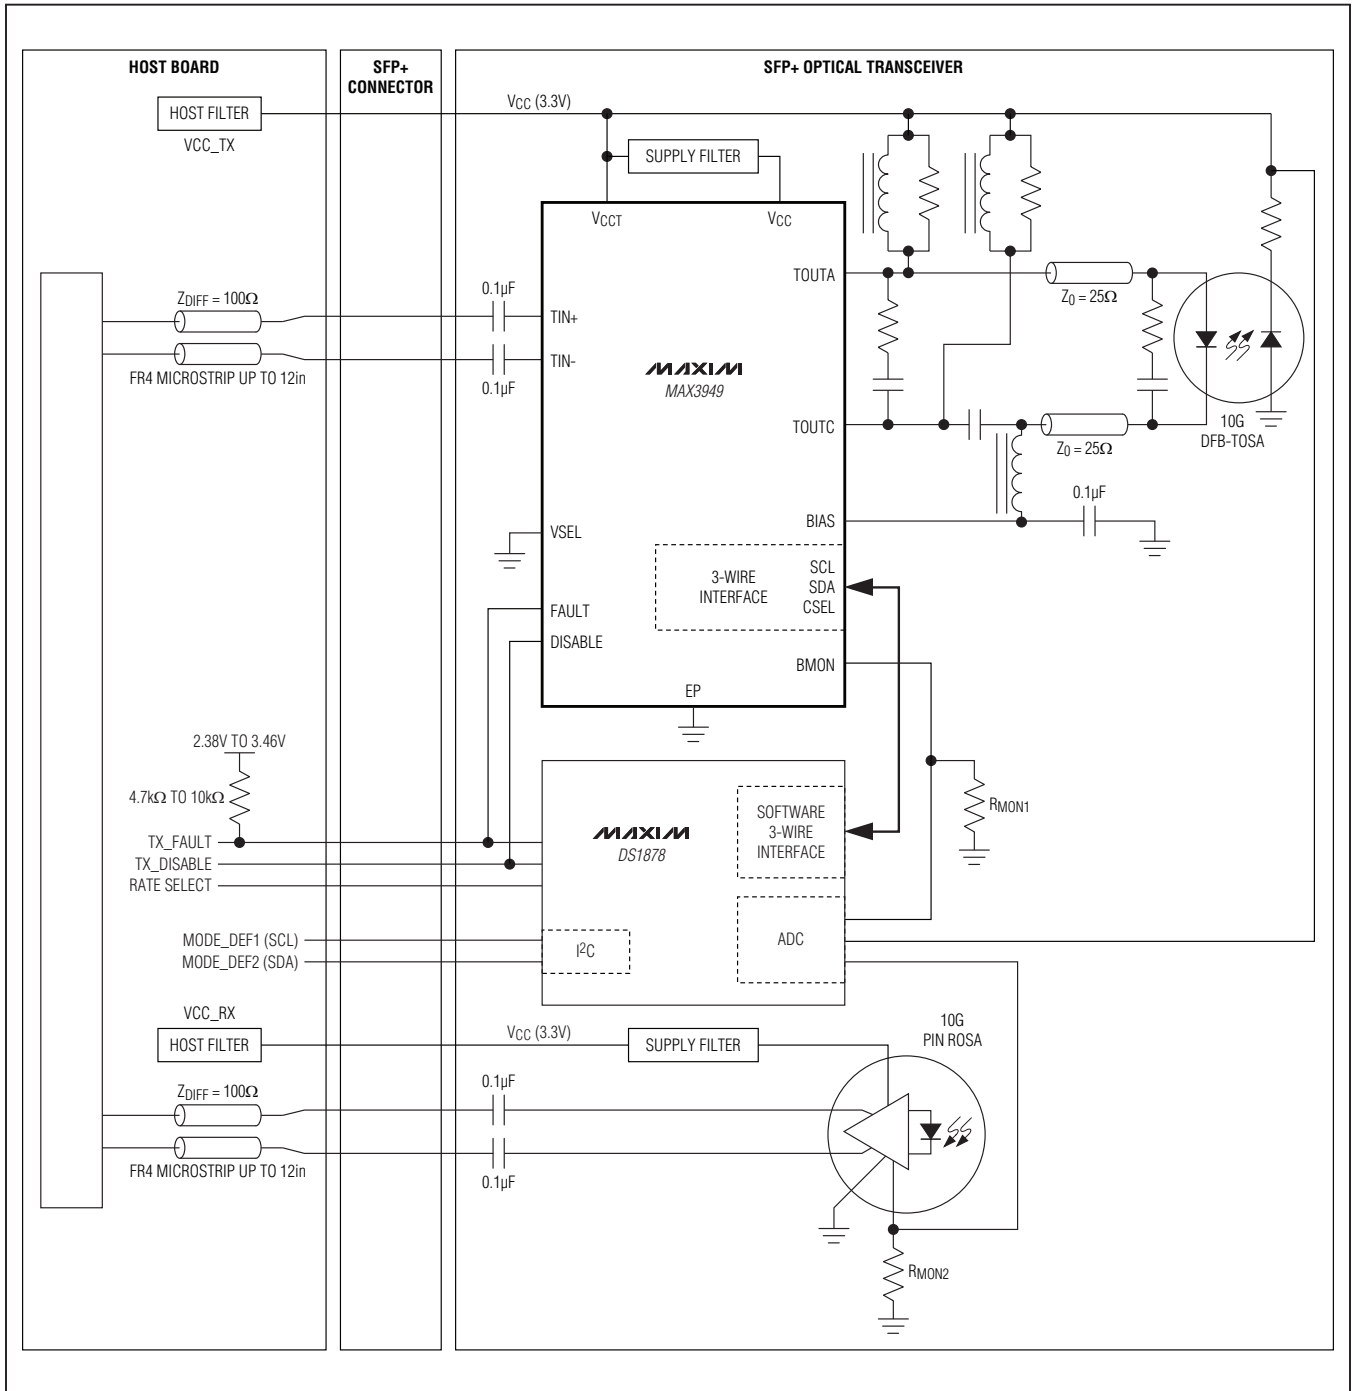 HOST BOARD
SFP+
CONNECTOR
SFP+ OPTICAL TRANSCEIVER
HOST FILTER
VCC_TX
VCC (3.3V)
SUPPLY FILTER
VCCT
VCC
TOUTA
Z0 = 25Ω
ZDIFF = 100Ω
0.1µF
TIN+
TIN-
FR4 MICROSTRIP UP TO 12in
0.1µF
MAXIM
MAX3949
TOUTC
Z0 = 25Ω
10G
DFB-TOSA
0.1µF
BIAS
VSEL
3-WIRE
INTERFACE
SCL
SDA
CSEL
FAULT
DISABLE
BMON
EP
2.38V TO 3.46V
4.7kΩ TO 10kΩ
TX_FAULT
TX_DISABLE
RATE SELECT
MAXIM
DS1878
SOFTWARE
3-WIRE
INTERFACE
RMON1
MODE_DEF1 (SCL)
MODE_DEF2 (SDA)
I2C
ADC
VCC_RX
HOST FILTER
VCC (3.3V)
SUPPLY FILTER
10G
PIN ROSA
ZDIFF = 100Ω
0.1µF
FR4 MICROSTRIP UP TO 12in
0.1µF
RMON2